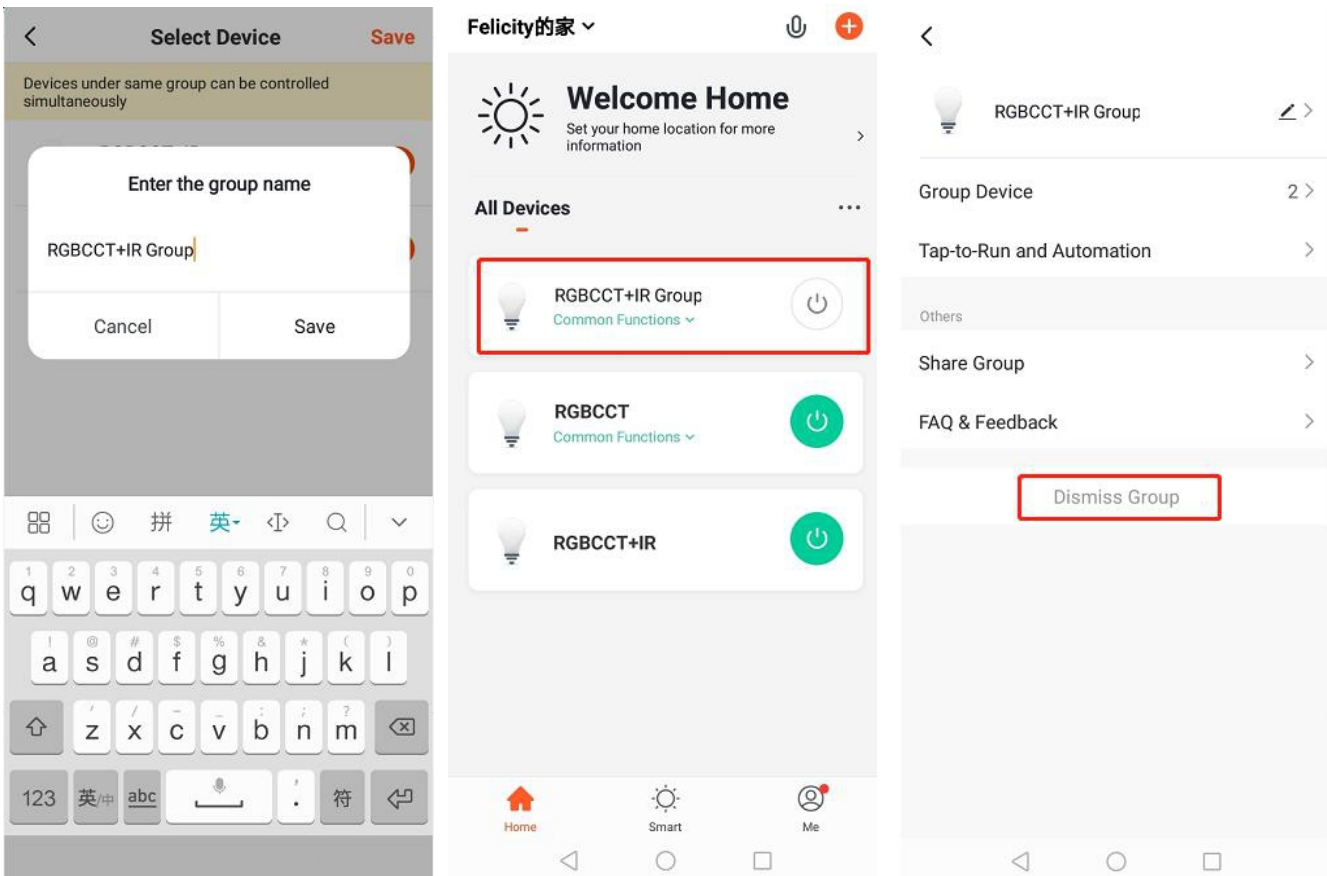 Select Device
Save
Devices under same group can be controlled
simultaneously
Enter the group name
RGBCCT+IR Group
Cancel
Save
拼
英
1 2 3 4 5 6 7 8 9 0
q w e r t y u i o p
! @ # $ % & * ( )
a s d f g h j k l
' / - _ : ; ?
z x c v b n m
123 英/中 abc , . 符
Felicity的家
Welcome Home
Set your home location for more
information
All Devices
RGBCCT+IR Group
Common Functions
RGBCCT
Common Functions
RGBCCT+IR
Home
Smart
Me
RGBCCT+IR Group
Group Device
2
Tap-to-Run and Automation
Others
Share Group
FAQ & Feedback
Dismiss Group